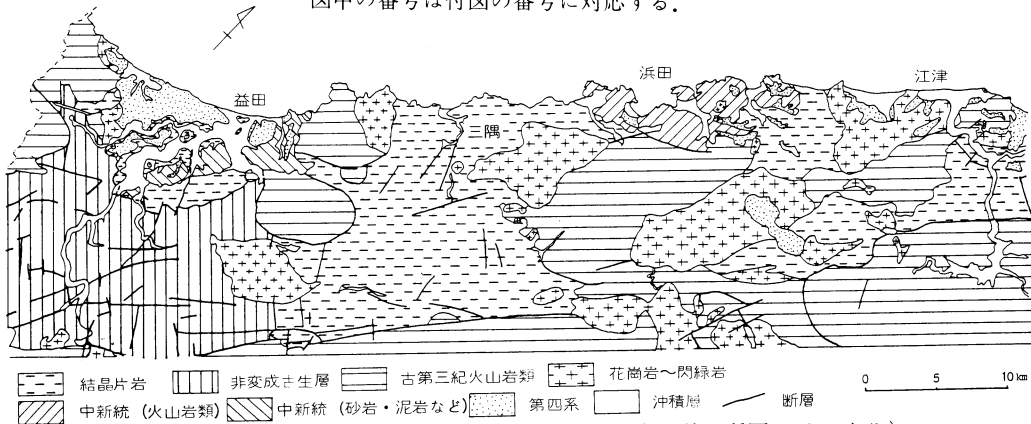 図中の番号は付図の番号に対応する.
益田
三隅
浜田
江津
結晶片岩 非変成古生層 古第三紀火山岩類 花崗岩〜閃緑岩
0 5 10km
中新統(火山岩類) 中新統(砂岩・泥岩など) 第四系 沖積層 断層